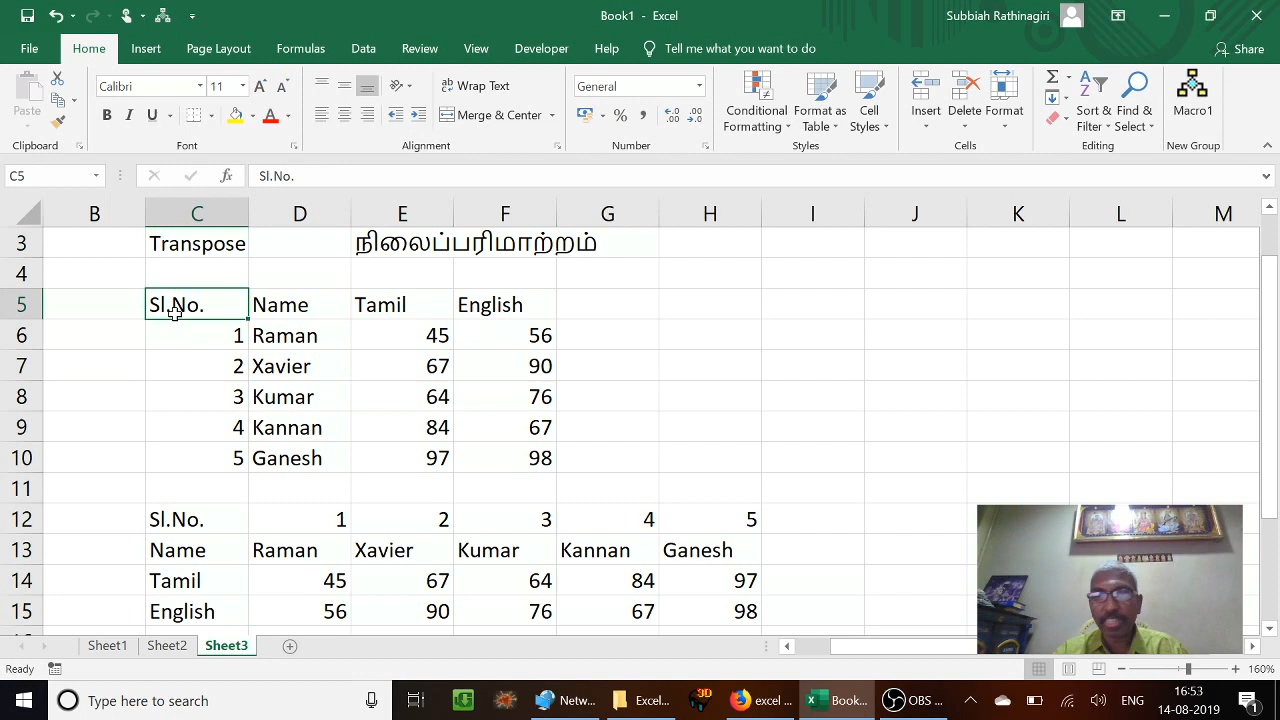 Book1 - Excel
Subbiah Rathinagiri
File Home Insert Page Layout Formulas Data Review View Developer Help Tell me what you want to do Share
Calibri 11 Wrap Text General
Paste Merge & Center Conditional Formatting Format as Table Cell Styles Insert Delete Format Sort & Filter Find & Select Macro1
Clipboard Font Alignment Number Styles Cells Editing New Group
C5 Sl.No.
B C D E F G H I J K L M
3 Transpose நிலைப்பரிமாற்றம்
4
5 Sl.No. Name Tamil English
6 1 Raman 45 56
7 2 Xavier 67 90
8 3 Kumar 64 76
9 4 Kannan 84 67
10 5 Ganesh 97 98
11
12 Sl.No. 1 2 3 4 5
13 Name Raman Xavier Kumar Kannan Ganesh
14 Tamil 45 67 64 84 97
15 English 56 90 76 67 98
Sheet1 Sheet2 Sheet3
Ready 160%
Type here to search Netw... Excel... excel ... Book... OBS ... ENG 16:53
14-08-2019